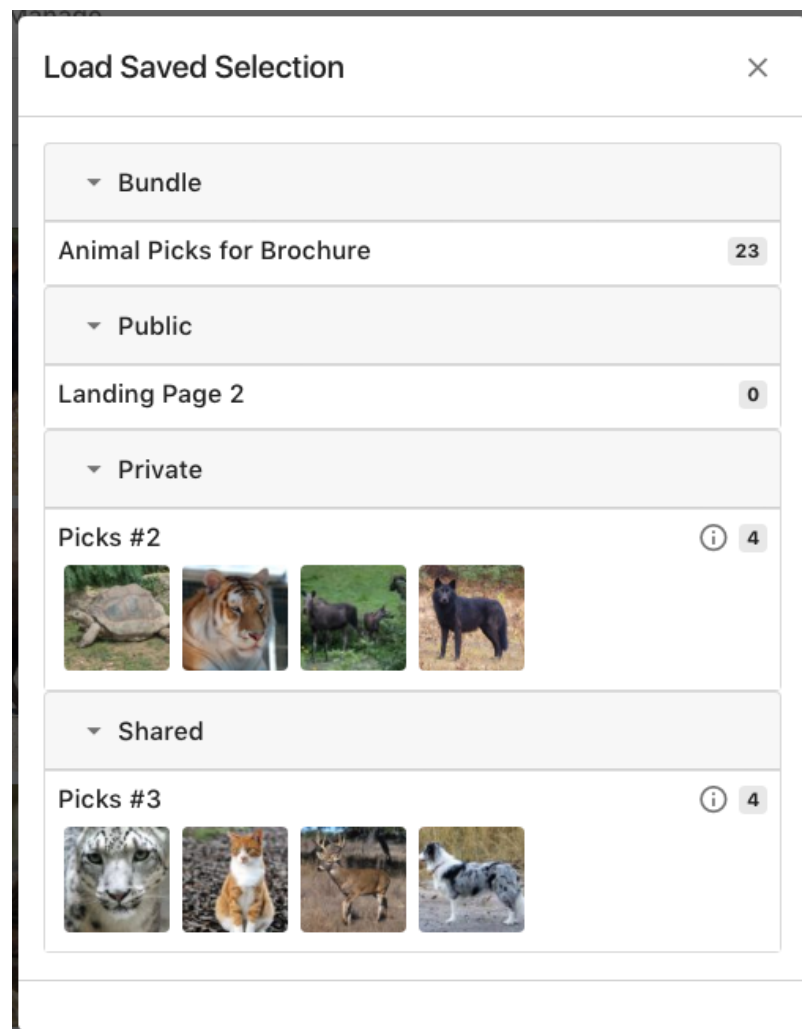 Manage
Load Saved Selection
Bundle
Animal Picks for Brochure 23
Public
Landing Page 2 0
Private
Picks #2 4
Shared
Picks #3 4